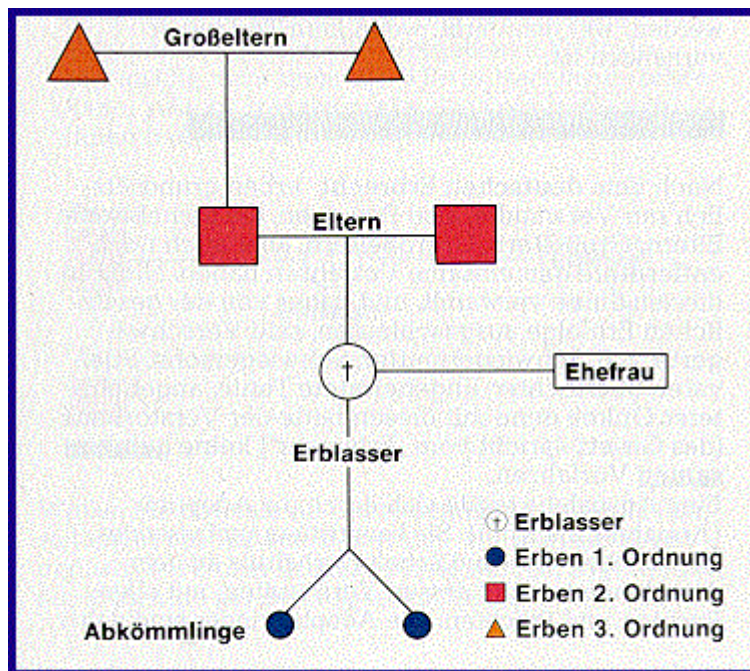 Großeltern
Eltern
†
Ehefrau
Erblasser
† Erblasser
Erben 1. Ordnung
Erben 2. Ordnung
Erben 3. Ordnung
Abkömmlinge